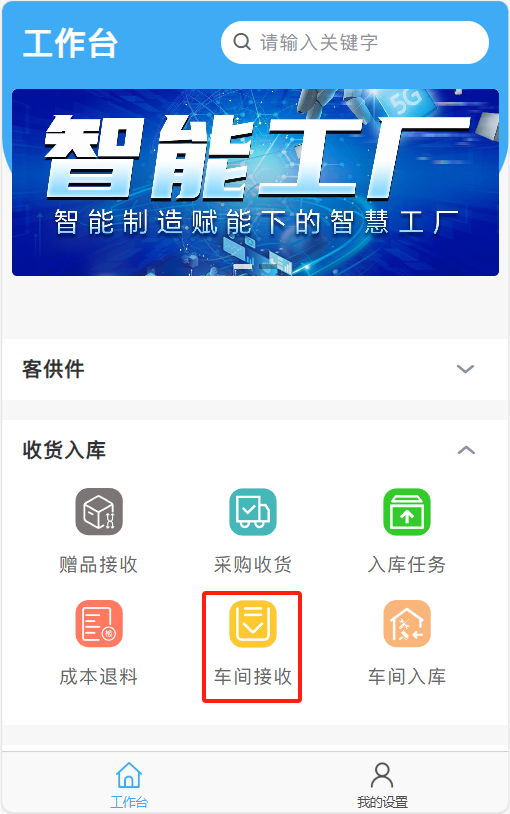 工作台
请输入关键字
5G
智能工厂
智能制造赋能下的智慧工厂
客供件
收货入库
赠品接收 采购收货 入库任务
检
成本退料 车间接收 车间入库
工作台 我的设置